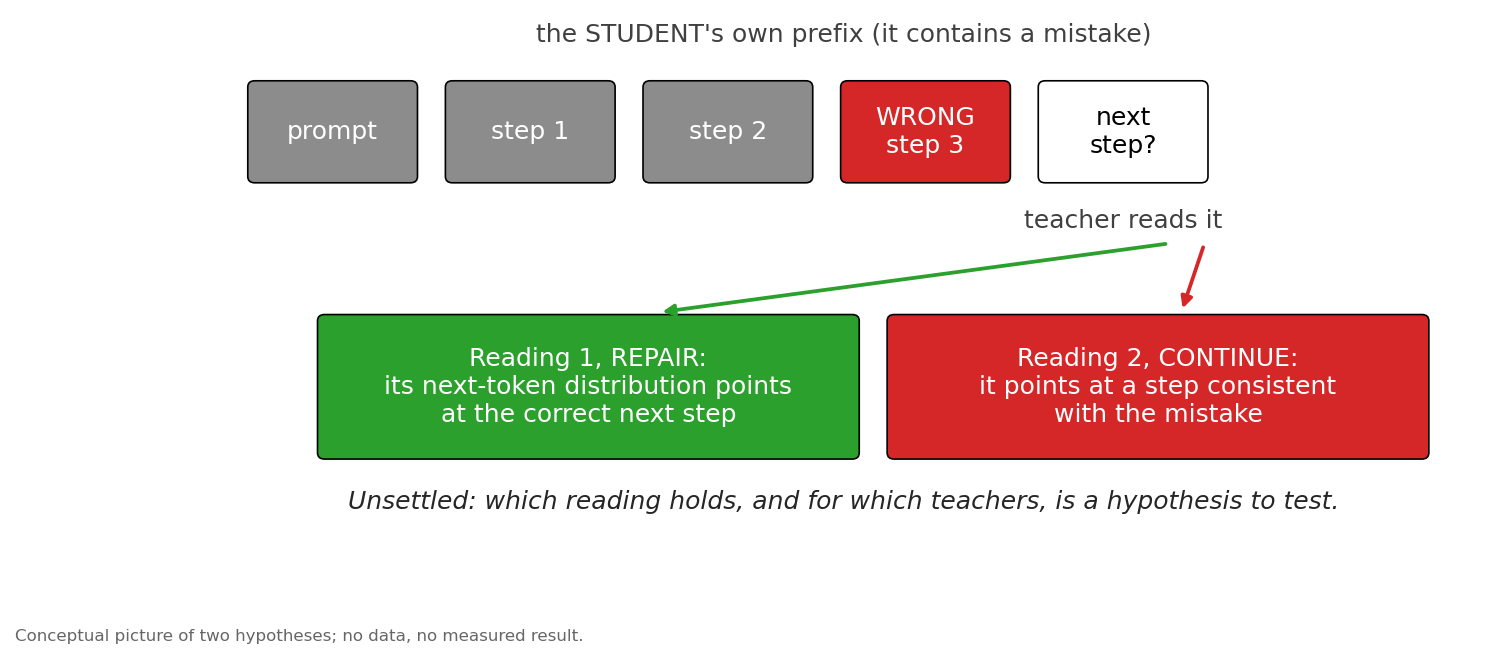 the STUDENT's own prefix (it contains a mistake)
prompt
step 1
step 2
WRONG
step 3
next
step?
teacher reads it
Reading 1, REPAIR:
its next-token distribution points
at the correct next step
Reading 2, CONTINUE:
it points at a step consistent
with the mistake
Unsettled: which reading holds, and for which teachers, is a hypothesis to test.
Conceptual picture of two hypotheses; no data, no measured result.